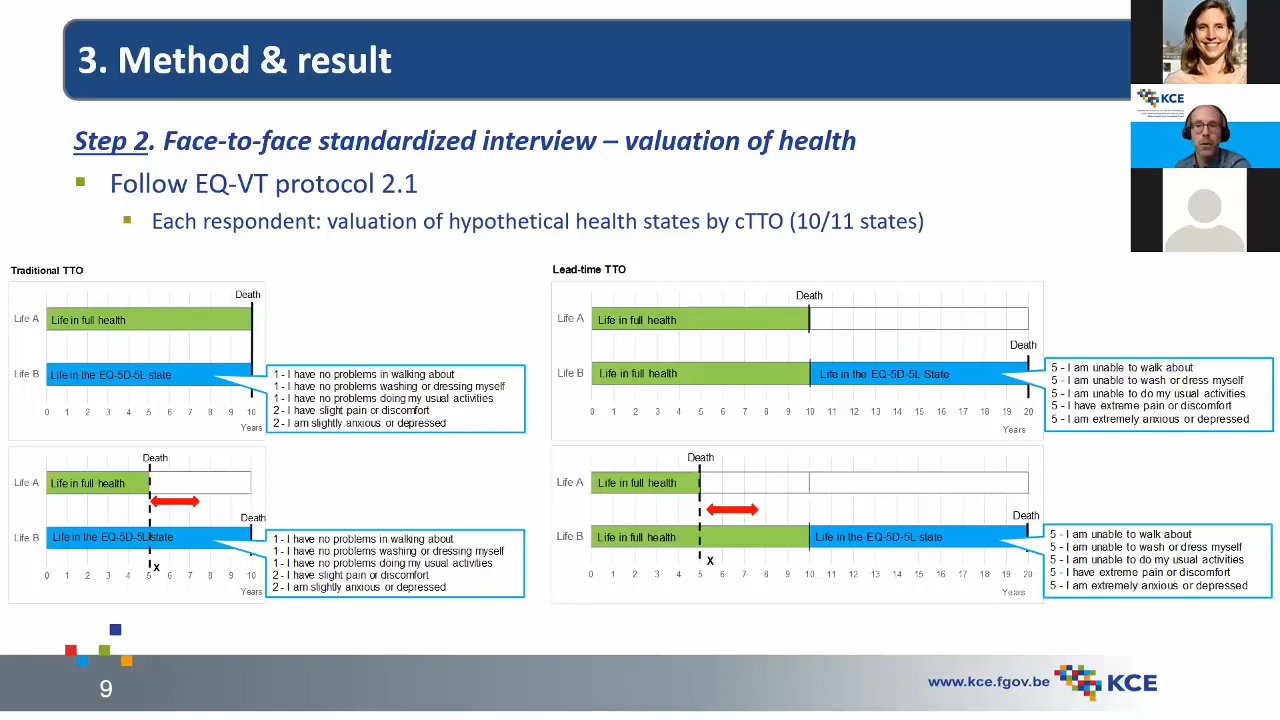 3. Method & result
KCE
Step 2. Face-to-face standardized interview – valuation of health
Follow EQ-VT protocol 2.1
Each respondent: valuation of hypothetical health states by cTTO (10/11 states)
Traditional TTO
Death
Life A
Life in full health
Life B
Life in the EQ-5D-5L state
1 - I have no problems in walking about
1 - I have no problems washing or dressing myself
1 - I have no problems doing my usual activities
2 - I have slight pain or discomfort
2 - I am slightly anxious or depressed
0 1 2 3 4 5 6 7 8 9 10
Years
Death
Life A
Life in full health
Death
Life B
Life in the EQ-5D-5L state
1 - I have no problems in walking about
1 - I have no problems washing or dressing myself
1 - I have no problems doing my usual activities
2 - I have slight pain or discomfort
2 - I am slightly anxious or depressed
x
0 1 2 3 4 5 6 7 8 9 10
Years
Lead-time TTO
Death
Life A
Life in full health
Death
Life B
Life in full health
Life in the EQ-5D-5L State
5 - I am unable to walk about
5 - I am unable to wash or dress myself
5 - I am unable to do my usual activities
5 - I have extreme pain or discomfort
5 - I am extremely anxious or depressed
0 1 2 3 4 5 6 7 8 9 10 11 12 13 14 15 16 17 18 19 20
Years
Death
Life A
Life in full health
Death
Life B
Life in full health
Life in the EQ-5D-5L state
5 - I am unable to walk about
5 - I am unable to wash or dress myself
5 - I am unable to do my usual activities
5 - I have extreme pain or discomfort
5 - I am extremely anxious or depressed
x
0 1 2 3 4 5 6 7 8 9 10 11 12 13 14 15 16 17 18 19 20
Years
9
www.kce.fgov.be
KCE